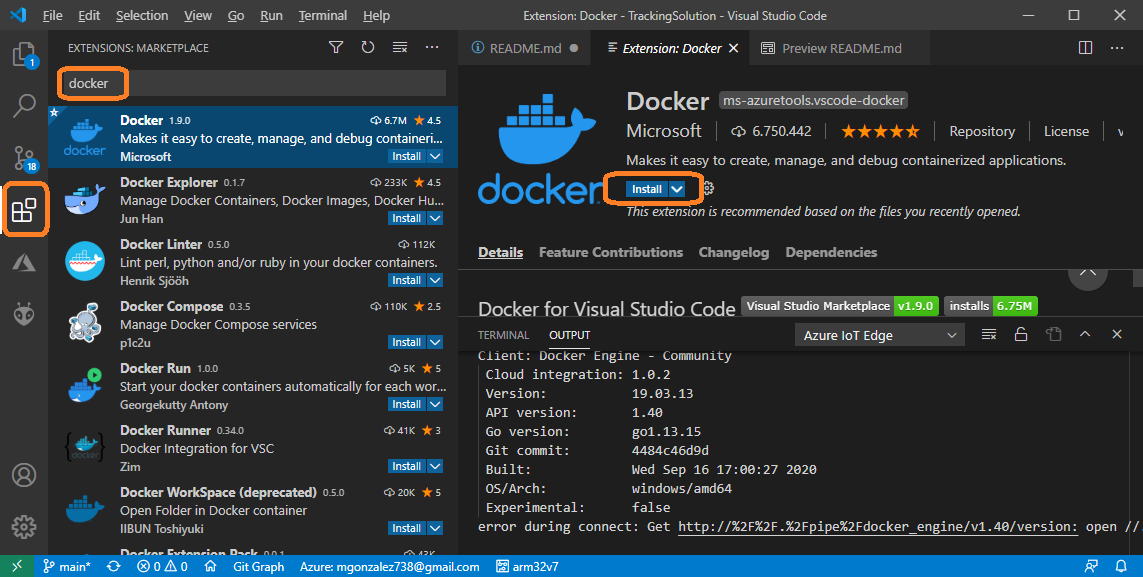 File Edit Selection View Go Run Terminal Help Extension: Docker - TrackingSolution - Visual Studio Code
EXTENSIONS: MARKETPLACE
docker
1
18
Docker 1.9.0 6.7M ★ 4.5
Makes it easy to create, manage, and debug containeri...
Microsoft Install
docker
Docker Explorer 0.1.7 233K ★ 4.5
Manage Docker Containers, Docker Images, Docker Hu...
Jun Han Install
Docker Linter 0.5.0 112K
Lint perl, python and/or ruby in your docker containers.
Henrik Sjööh Install
Docker Compose 0.3.5 110K ★ 2.5
Manage Docker Compose services
p1c2u Install
Docker Run 1.0.0 5K ★ 5
Start your docker containers automatically for each wor...
Georgekutty Antony Install
Docker Runner 0.34.0 41K ★ 3
Docker Integration for VSC
Zim Install
docker
Docker WorkSpace (deprecated) 0.5.0 20K ★ 5
Open Folder in Docker container
IIBUN Toshiyuki Install
Docker Extension Pack 0.0.1 43K
README.md Extension: Docker Preview README.md
docker
Docker ms-azuretools.vscode-docker
Microsoft 6.750.442 Repository License
Makes it easy to create, manage, and debug containerized applications.
Install
This extension is recommended based on the files you recently opened.
Details Feature Contributions Changelog Dependencies
Docker for Visual Studio Code Visual Studio Marketplace v1.9.0 installs 6.75M
TERMINAL OUTPUT Azure IoT Edge
Client: Docker Engine - Community
Cloud integration: 1.0.2
Version: 19.03.13
API version: 1.40
Go version: go1.13.15
Git commit: 4484c46d9d
Built: Wed Sep 16 17:00:27 2020
OS/Arch: windows/amd64
Experimental: false
error during connect: Get http://%2F%2F.%2Fpipe%2Fdocker_engine/v1.40/version: open //
main* 0 0 Git Graph Azure: mgonzalez738@gmail.com arm32v7